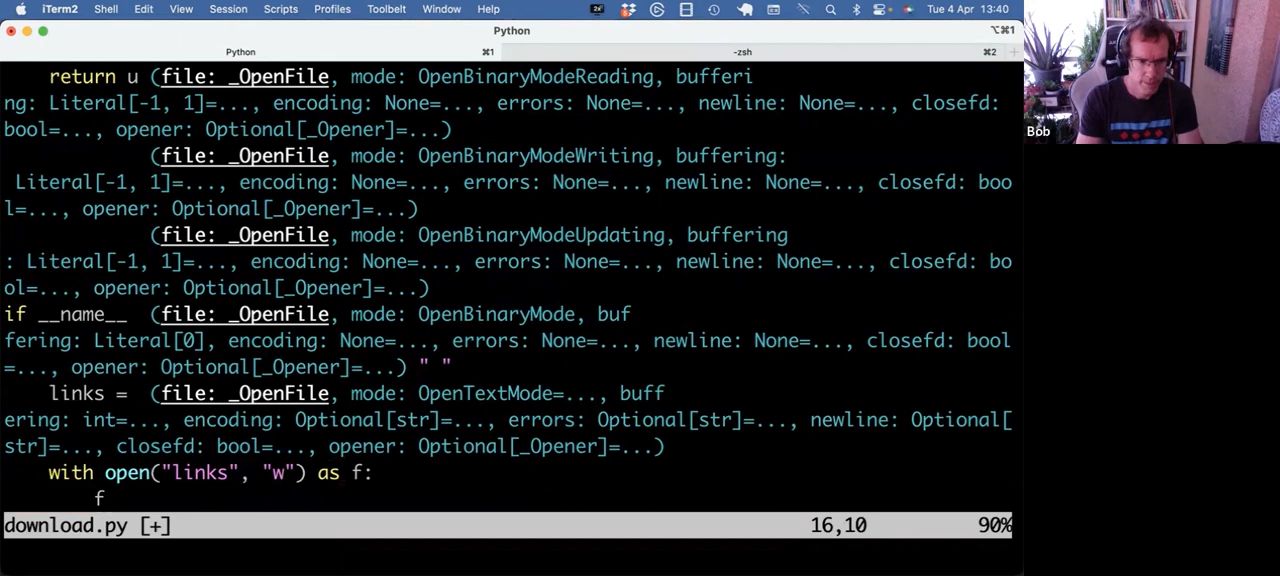 iTerm2 Shell Edit View Session Scripts Profiles Toolbelt Window Help Tue 4 Apr 13:40
Python ⌥⌘1
Python ⌘1 -zsh ⌘2
return u (file: _OpenFile, mode: OpenBinaryModeReading, bufferi
ng: Literal[-1, 1]=..., encoding: None=..., errors: None=..., newline: None=..., closefd:
bool=..., opener: Optional[_Opener]=...)
(file: _OpenFile, mode: OpenBinaryModeWriting, buffering:
Literal[-1, 1]=..., encoding: None=..., errors: None=..., newline: None=..., closefd: boo
l=..., opener: Optional[_Opener]=...)
(file: _OpenFile, mode: OpenBinaryModeUpdating, buffering
: Literal[-1, 1]=..., encoding: None=..., errors: None=..., newline: None=..., closefd: bo
ol=..., opener: Optional[_Opener]=...)
if __name__ (file: _OpenFile, mode: OpenBinaryMode, buf
fering: Literal[0], encoding: None=..., errors: None=..., newline: None=..., closefd: bool
=..., opener: Optional[_Opener]=...) " "
links = (file: _OpenFile, mode: OpenTextMode=..., buff
ering: int=..., encoding: Optional[str]=..., errors: Optional[str]=..., newline: Optional[
str]=..., closefd: bool=..., opener: Optional[_Opener]=...)
with open("links", "w") as f:
f
download.py [+] 16,10 90%
Bob